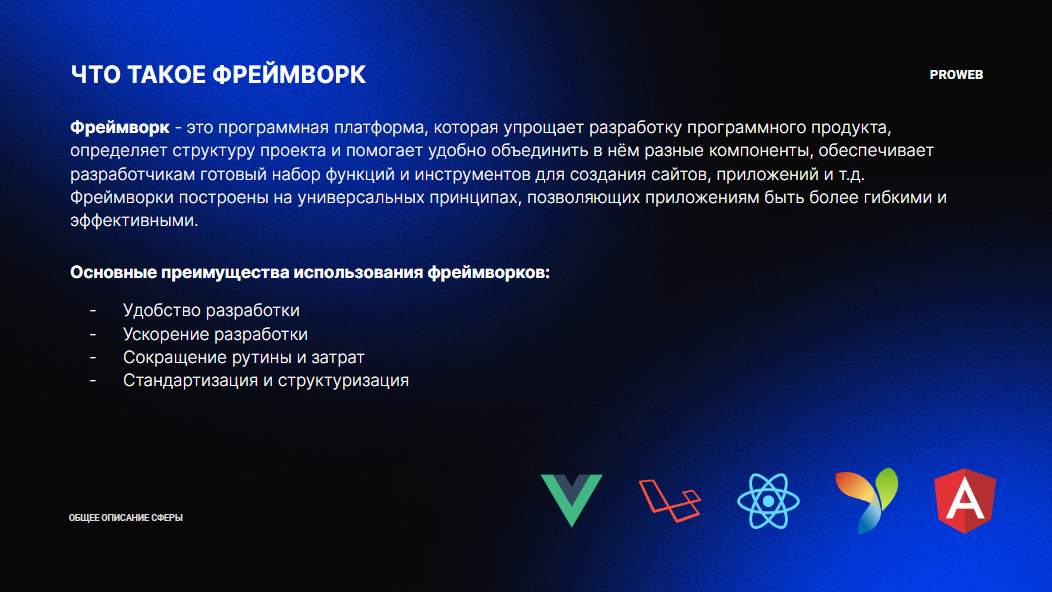 ЧТО ТАКОЕ ФРЕЙМВОРК
PROWEB
Фреймворк - это программная платформа, которая упрощает разработку программного продукта,
определяет структуру проекта и помогает удобно объединить в нём разные компоненты, обеспечивает
разработчикам готовый набор функций и инструментов для создания сайтов, приложений и т.д.
Фреймворки построены на универсальных принципах, позволяющих приложениям быть более гибкими и
эффективными.
Основные преимущества использования фреймворков:
- Удобство разработки
- Ускорение разработки
- Сокращение рутины и затрат
- Стандартизация и структуризация
A
ОБЩЕЕ ОПИСАНИЕ СФЕРЫ